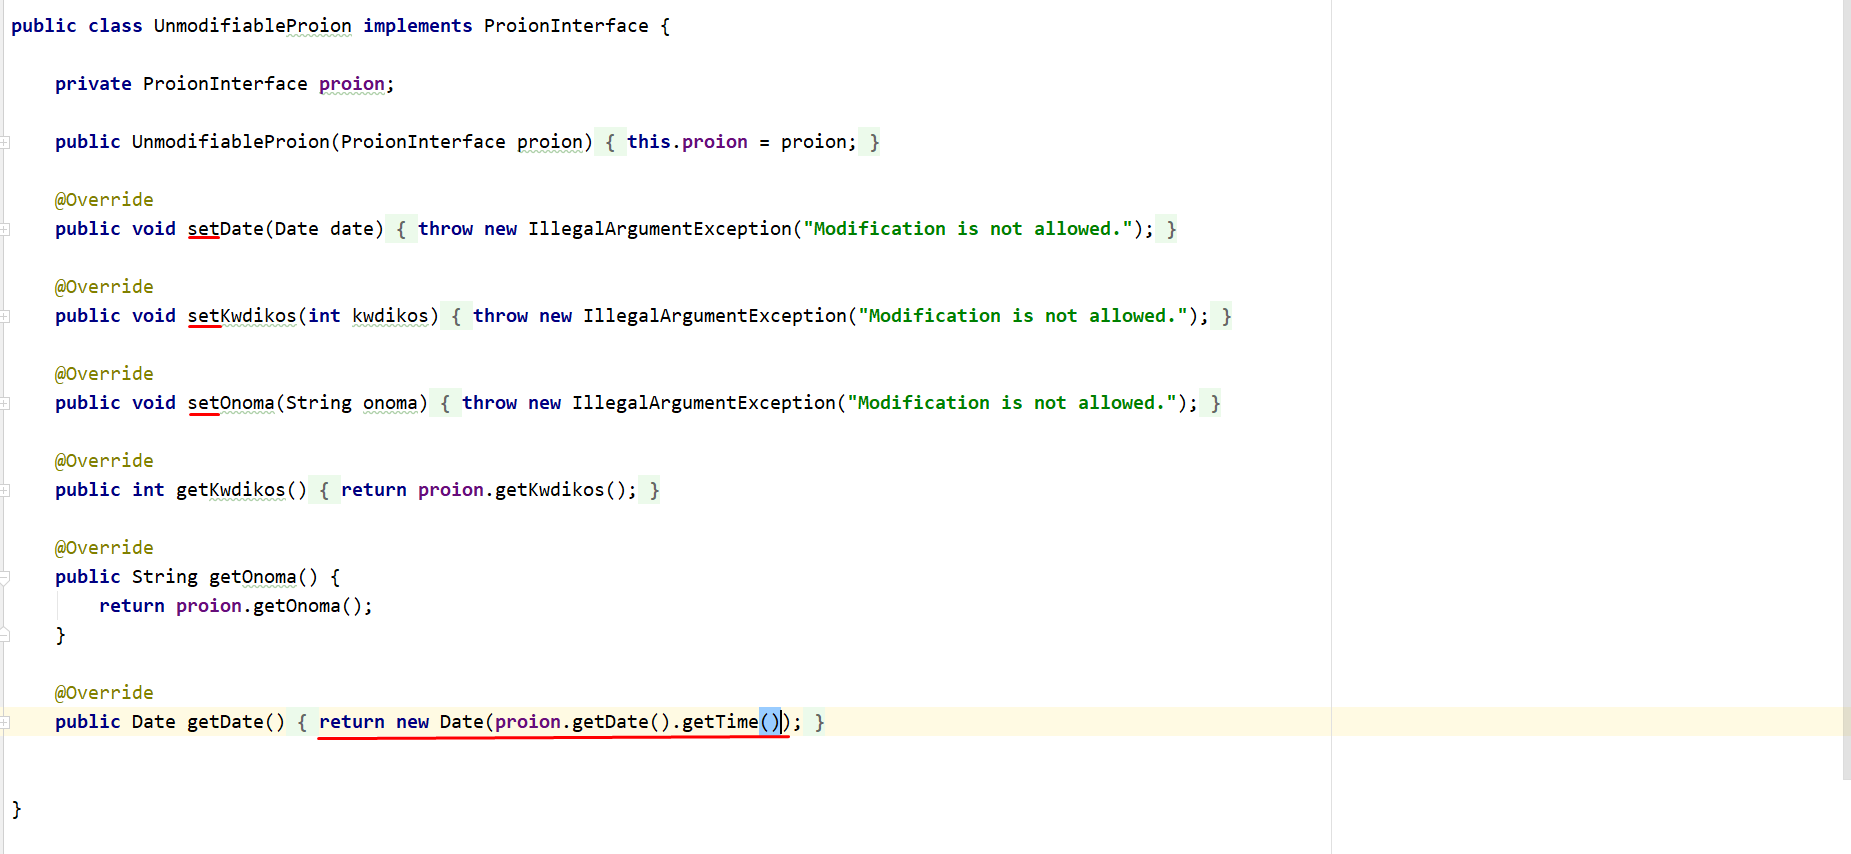 public class UnmodifiableProion implements ProionInterface {
private ProionInterface proion;
public UnmodifiableProion(ProionInterface proion) { this.proion = proion; }
@Override
public void setDate(Date date) { throw new IllegalArgumentException("Modification is not allowed."); }
@Override
public void setKwdikos(int kwdikos) { throw new IllegalArgumentException("Modification is not allowed."); }
@Override
public void setOnoma(String onoma) { throw new IllegalArgumentException("Modification is not allowed."); }
@Override
public int getKwdikos() { return proion.getKwdikos(); }
@Override
public String getOnoma() {
return proion.getOnoma();
}
@Override
public Date getDate() { return new Date(proion.getDate().getTime()); }
}